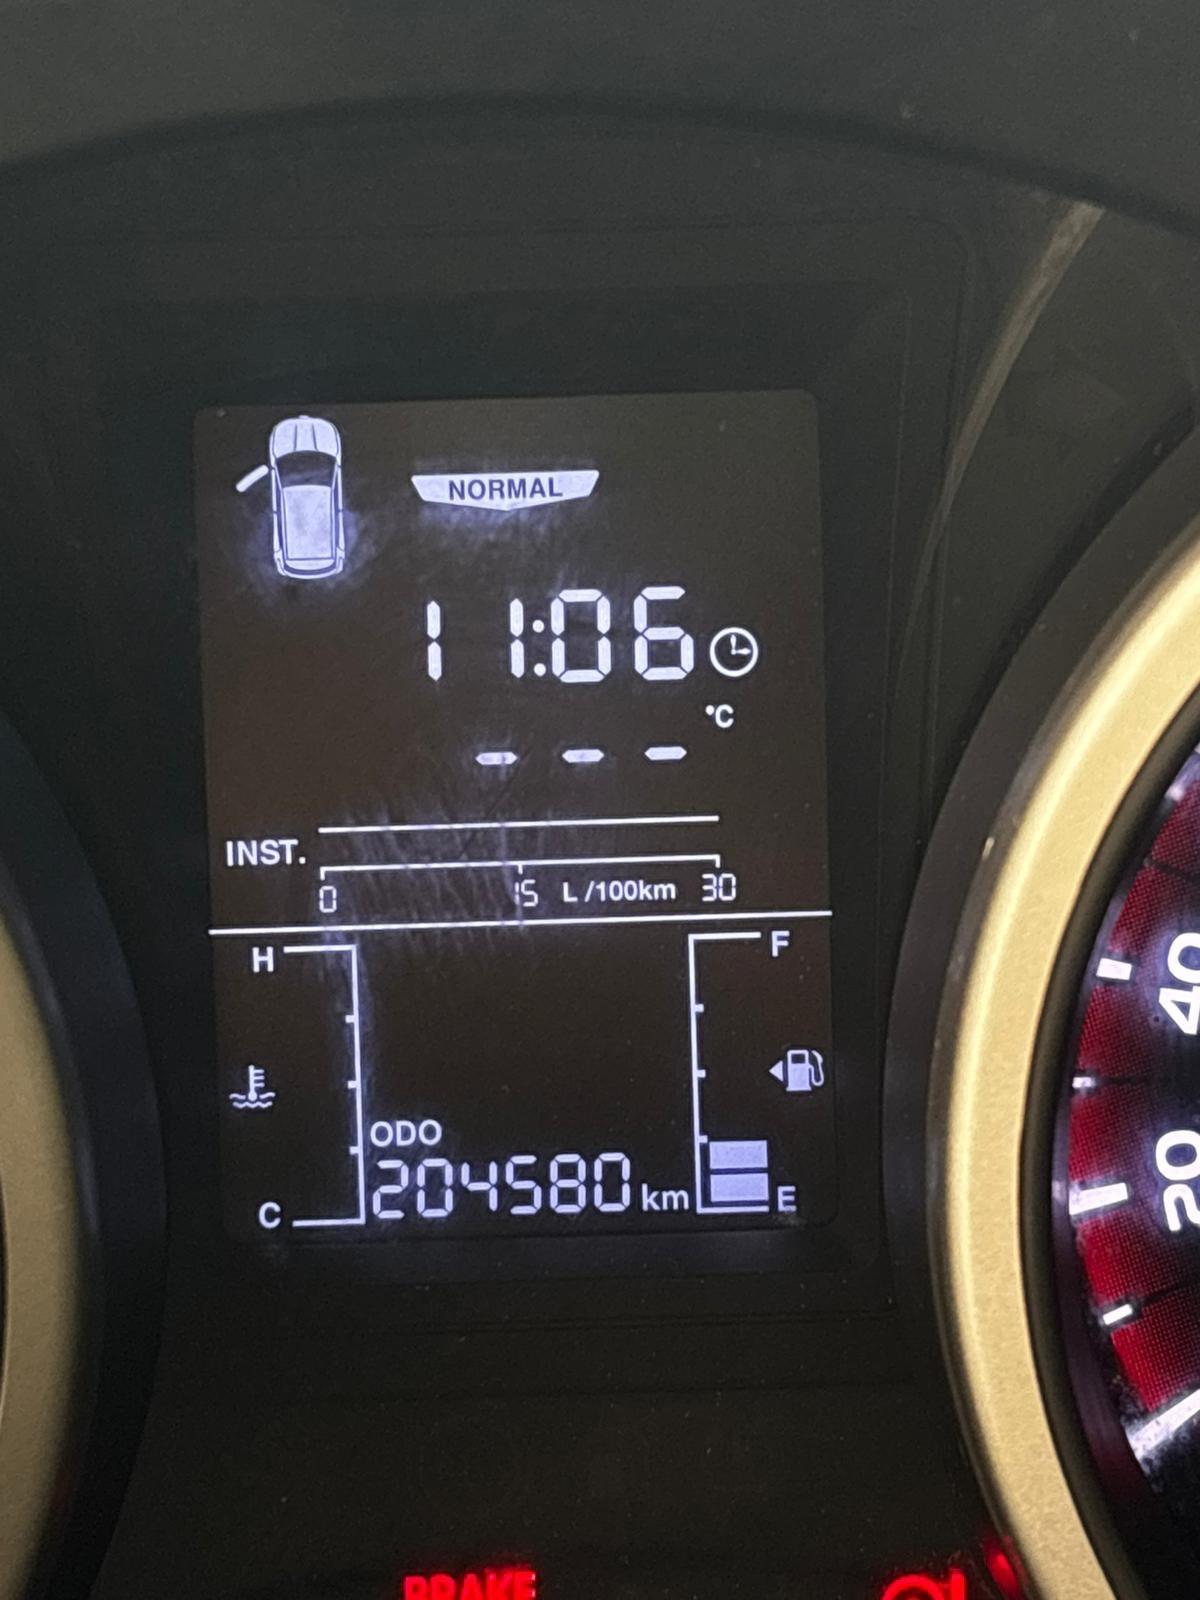 NORMAL
11:06
°C
- - -
INST.
0 15 L/100km 30
H F
ODO
204580 km
C E
40
20
BRAKE